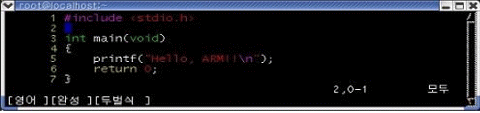 root@localhost:~
1 #include <stdio.h>
2
3 int main(void)
4 {
5     printf("Hello, ARM!!\n");
6     return 0;
7 }
2,0-1 모두
[영어 ][완성 ][두벌식 ]